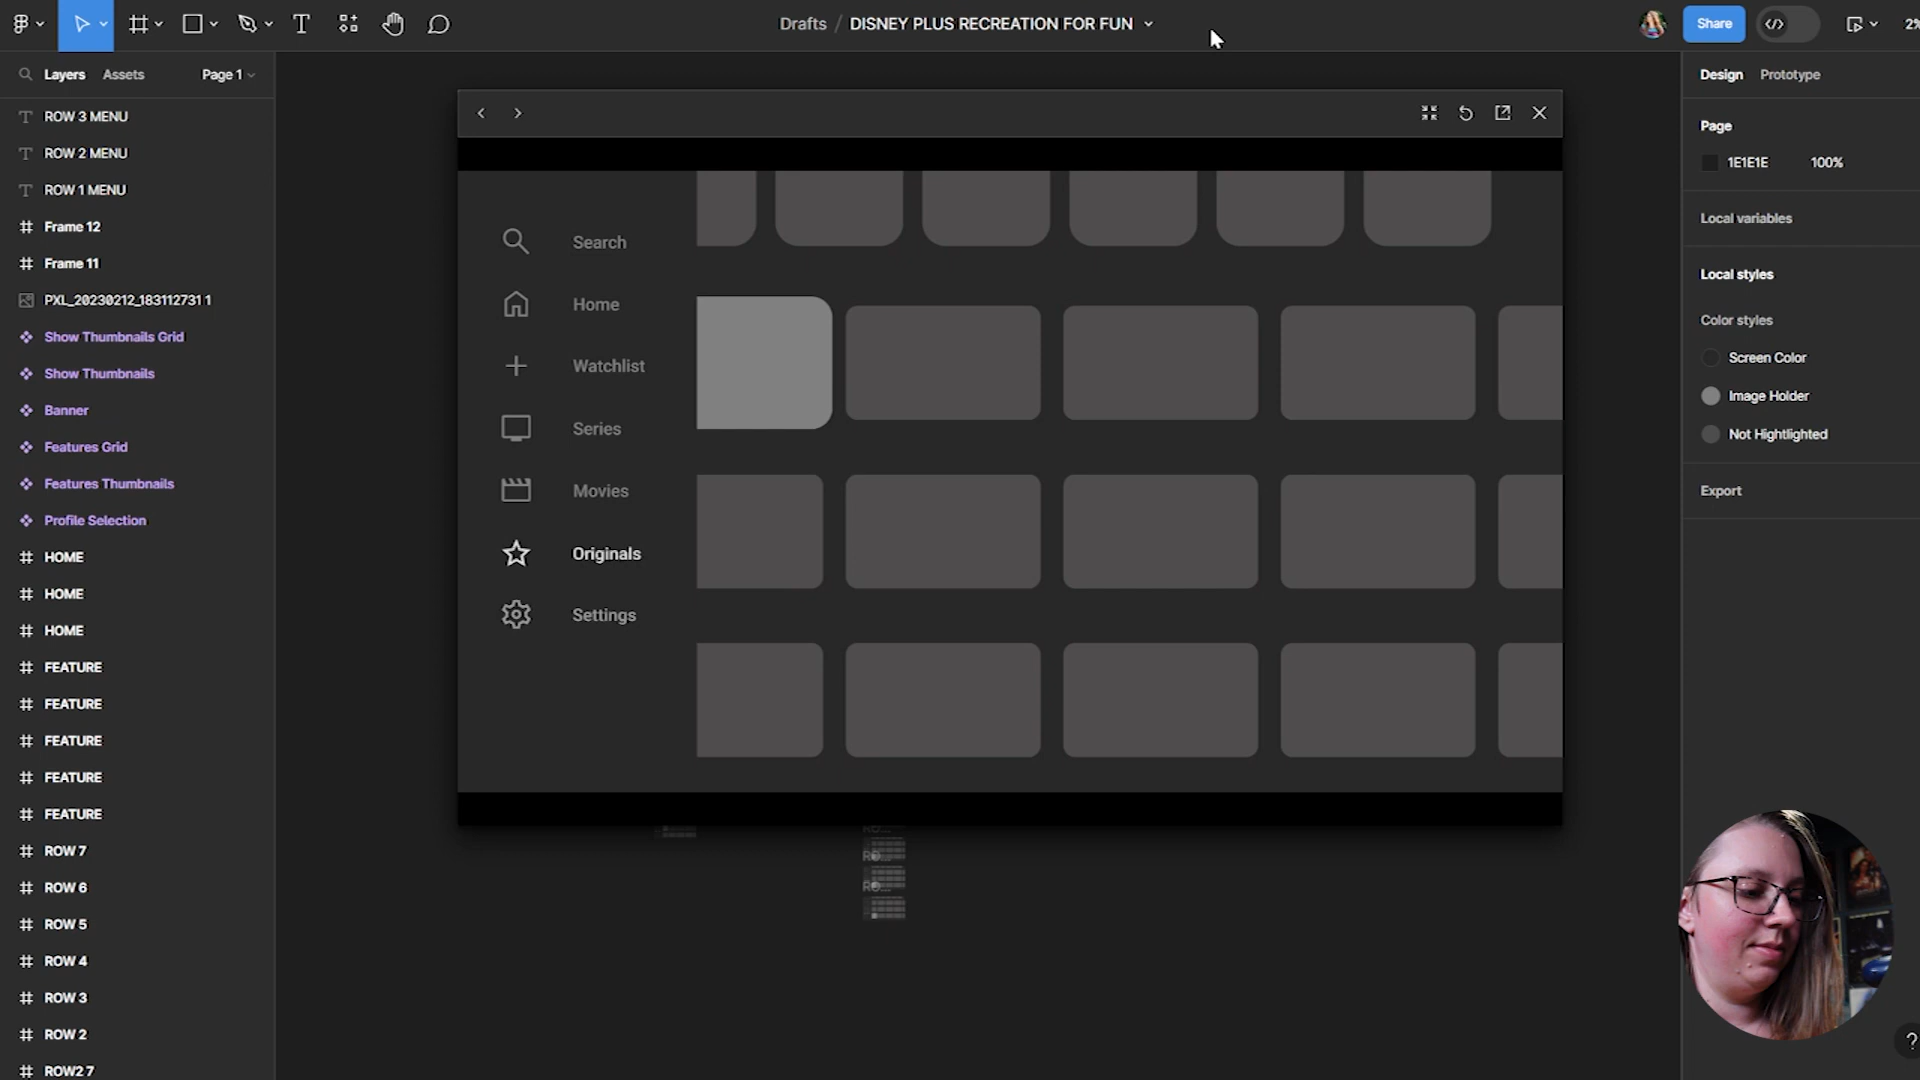 Drafts / DISNEY PLUS RECREATION FOR FUN
Share
2%
Layers
Assets
Page 1
ROW 3 MENU
ROW 2 MENU
ROW 1 MENU
Frame 12
Frame 11
PXL_20230212_183112731 1
Show Thumbnails Grid
Show Thumbnails
Banner
Features Grid
Features Thumbnails
Profile Selection
HOME
HOME
HOME
FEATURE
FEATURE
FEATURE
FEATURE
FEATURE
ROW 7
ROW 6
ROW 5
ROW 4
ROW 3
ROW 2
ROW2 7
Search
Home
Watchlist
Series
Movies
Originals
Settings
RO...
RO...
RO...
Design
Prototype
Page
1E1E1E
100%
Local variables
Local styles
Color styles
Screen Color
Image Holder
Not Hightlighted
Export
?